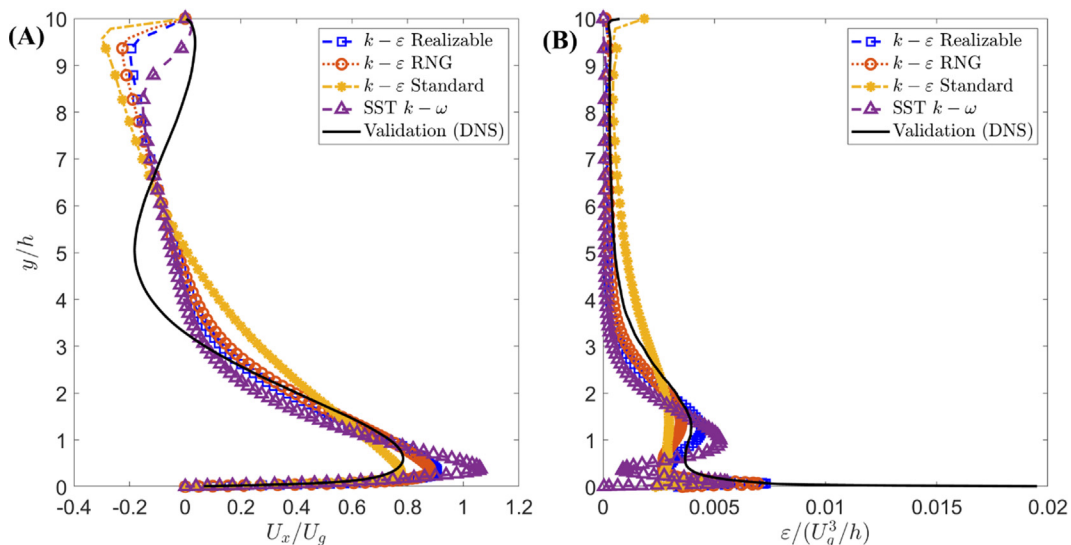 (A)
k − ε Realizable
k − ε RNG
k − ε Standard
SST k − ω
Validation (DNS)
10
9
8
7
6
5
4
3
2
1
0
y/h
-0.4 -0.2 0 0.2 0.4 0.6 0.8 1 1.2
U_x/U_g
(B)
k − ε Realizable
k − ε RNG
k − ε Standard
SST k − ω
Validation (DNS)
10
9
8
7
6
5
4
3
2
1
0
0 0.005 0.01 0.015 0.02
ε/(U_g^3/h)